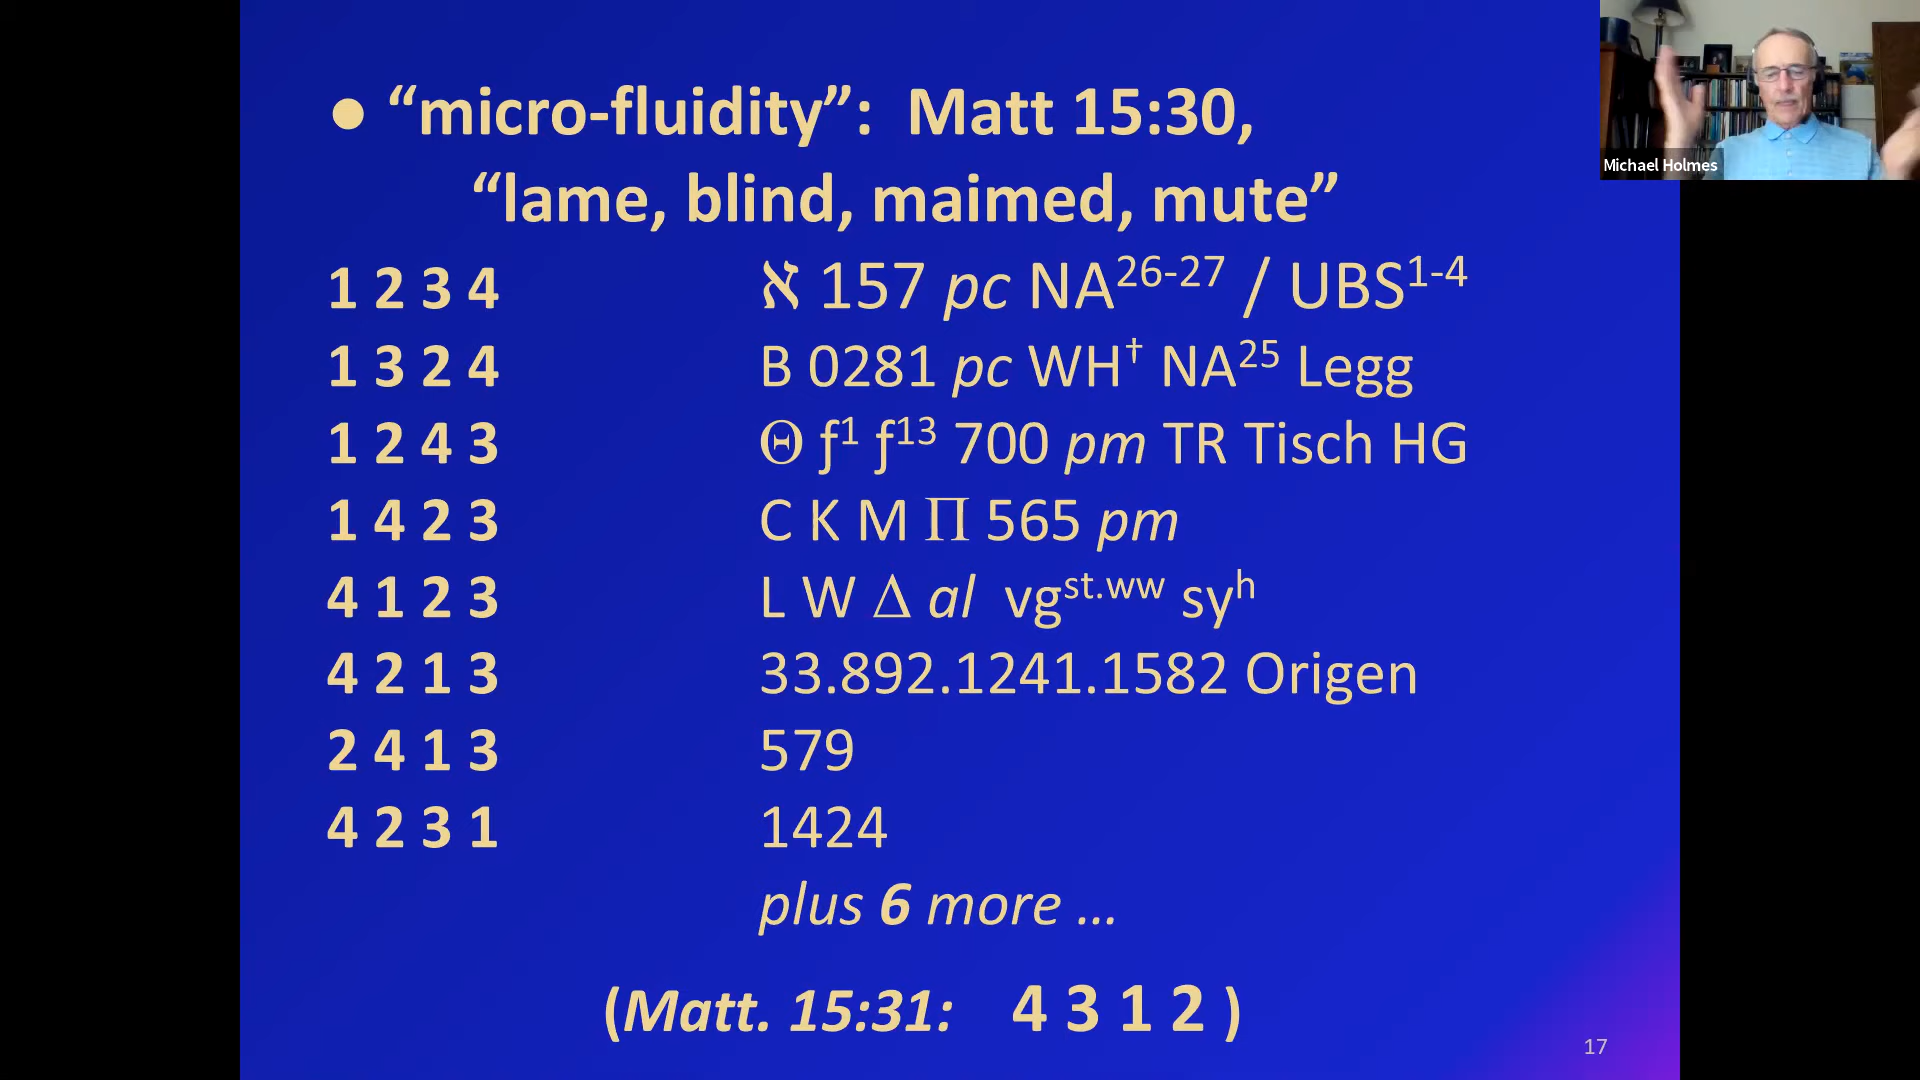 ● “micro-fluidity”: Matt 15:30,
“lame, blind, maimed, mute”
1 2 3 4 ℵ 157 pc NA²⁶⁻²⁷ / UBS¹⁻⁴
1 3 2 4 B 0281 pc WH† NA²⁵ Legg
1 2 4 3 Θ ƒ¹ ƒ¹³ 700 pm TR Tisch HG
1 4 2 3 C K M Π 565 pm
4 1 2 3 L W Δ al vgˢᵗ·ʷʷ syʰ
4 2 1 3 33.892.1241.1582 Origen
2 4 1 3 579
4 2 3 1 1424
plus 6 more ...
(Matt. 15:31: 4 3 1 2 )
17
Michael Holmes